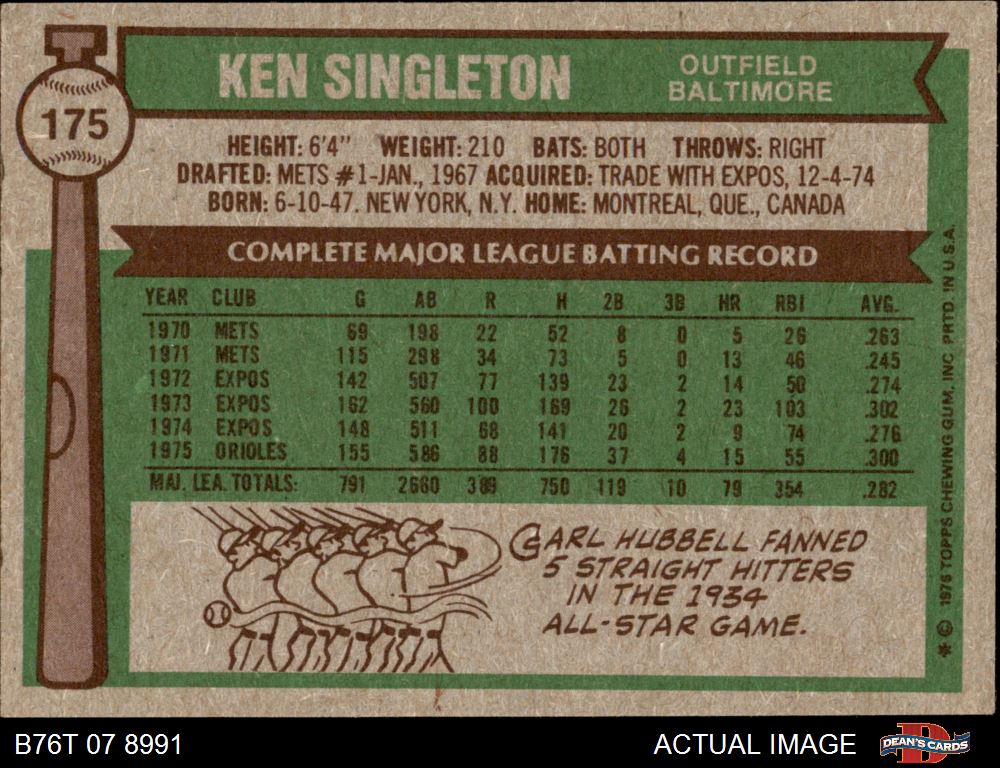 175
KEN SINGLETON
OUTFIELD
BALTIMORE
HEIGHT: 6'4" WEIGHT: 210 BATS: BOTH THROWS: RIGHT
DRAFTED: METS #1-JAN., 1967 ACQUIRED: TRADE WITH EXPOS, 12-4-74
BORN: 6-10-47. NEW YORK, N.Y. HOME: MONTREAL, QUE., CANADA
COMPLETE MAJOR LEAGUE BATTING RECORD
YEAR CLUB G AB R H 2B 3B HR RBI AVG.
1970 METS 69 198 22 52 8 0 5 26 .263
1971 METS 115 298 34 73 5 0 13 46 .245
1972 EXPOS 142 507 77 139 23 2 14 50 .274
1973 EXPOS 162 560 100 169 26 2 23 103 .302
1974 EXPOS 148 511 68 141 20 2 9 74 .276
1975 ORIOLES 155 586 88 176 37 4 15 55 .300
MAJ. LEA. TOTALS: 791 2660 389 750 119 10 79 354 .282
CARL HUBBELL FANNED
5 STRAIGHT HITTERS
IN THE 1934
ALL-STAR GAME.
* © 1976 TOPPS CHEWING GUM, INC. PRTD. IN U.S.A.
B76T 07 8991
ACTUAL IMAGE
DEAN'S CARDS